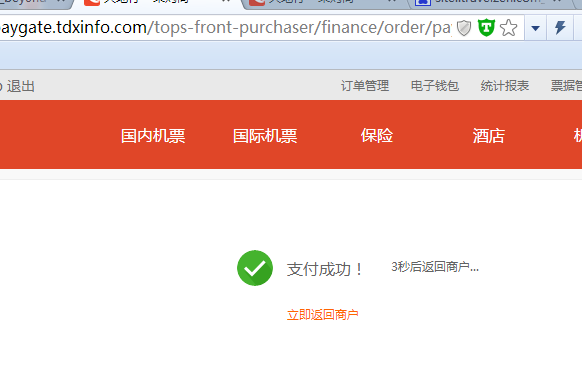 aygate.tdxinfo.com/tops-front-purchaser/finance/order/pa
退出
订单管理 电子钱包 统计报表 票据管
国内机票 国际机票 保险 酒店
支付成功！ 3秒后返回商户...
立即返回商户